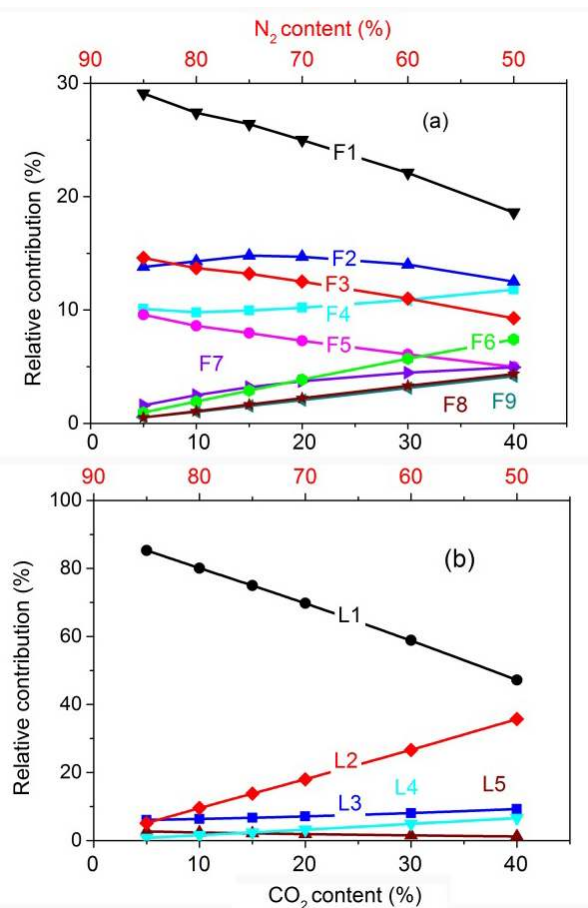 N2 content (%)
90 80 70 60 50
30
20
10
0
Relative contribution (%)
(a)
F1
F2
F3
F4
F5
F6
F7
F8
F9
0 10 20 30 40
90 80 70 60 50
100
80
60
40
20
0
Relative contribution (%)
(b)
L1
L2
L3
L4
L5
0 10 20 30 40
CO2 content (%)